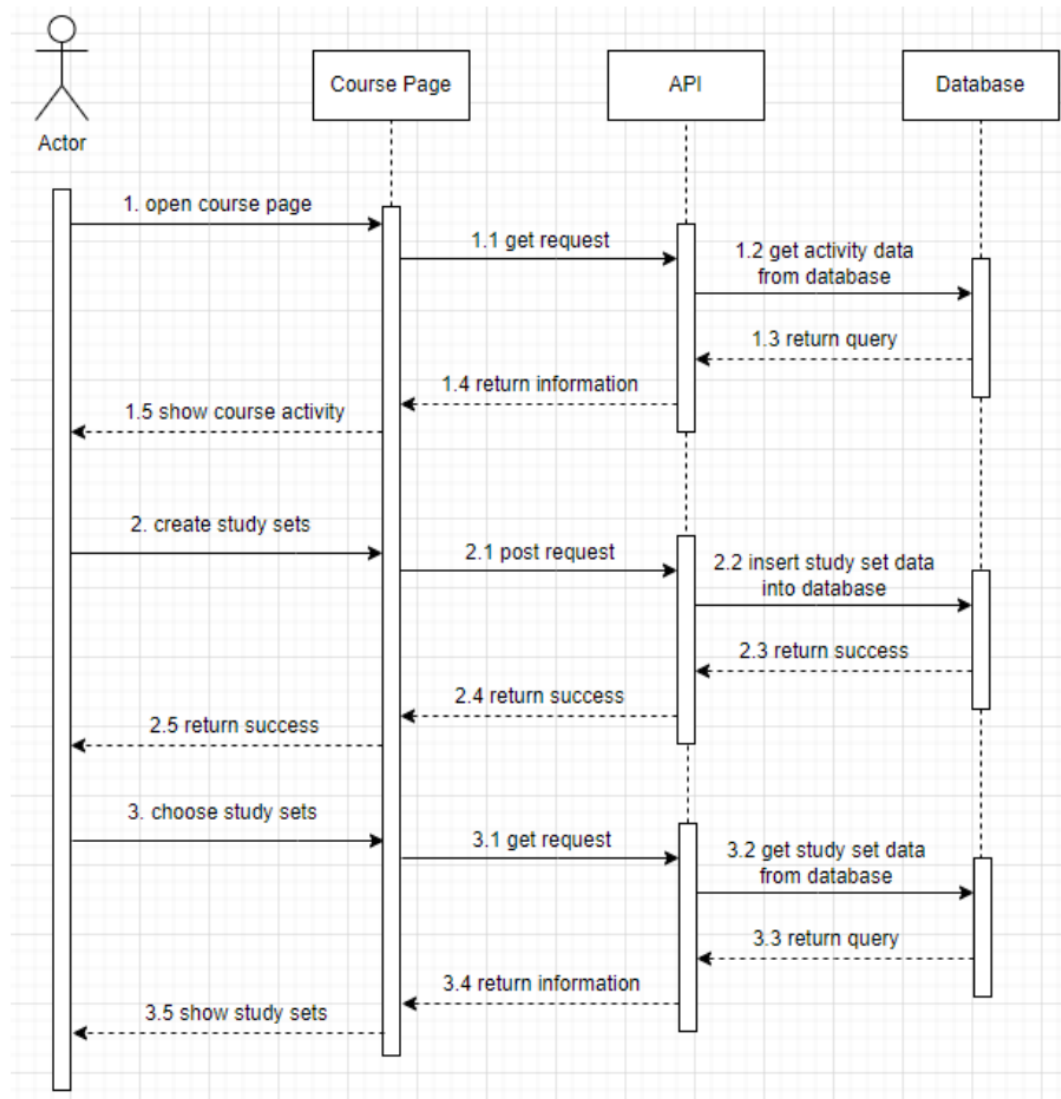 Actor
Course Page
API
Database
1. open course page
1.1 get request
1.2 get activity data
from database
1.3 return query
1.4 return information
1.5 show course activity
2. create study sets
2.1 post request
2.2 insert study set data
into database
2.3 return success
2.4 return success
2.5 return success
3. choose study sets
3.1 get request
3.2 get study set data
from database
3.3 return query
3.4 return information
3.5 show study sets